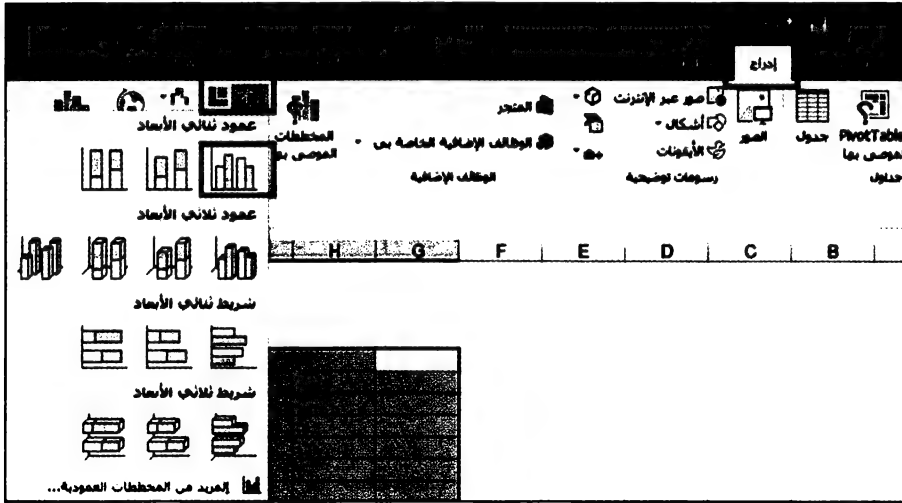 إدراج
PivotTable
الموصى بها
جداول
جدول
الصور
صور عبر الإنترنت
أشكال
الأيقونات
رسومات توضيحية
المتجر
الوظائف الإضافية الخاصة بي
الوظائف الإضافية
المخططات
الموصى بها
عمود ثنائي الأبعاد
عمود ثلاثي الأبعاد
شريط ثنائي الأبعاد
شريط ثلاثي الأبعاد
المزيد من المخططات العمودية...
H G F E D C B